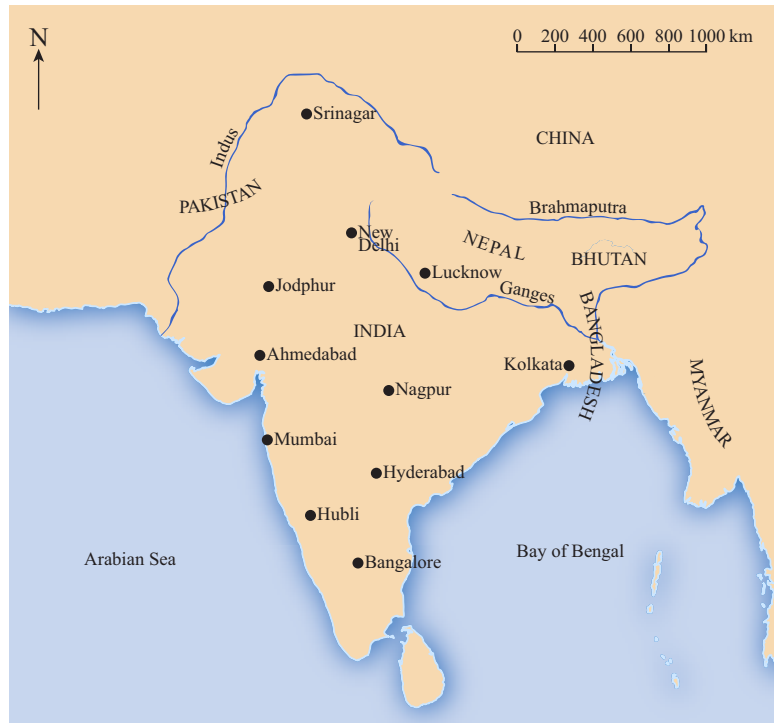 N
0 200 400 600 800 1000 km
Srinagar
CHINA
Indus
PAKISTAN
Brahmaputra
New
Delhi
NEPAL
BHUTAN
Lucknow
Jodphur
Ganges
INDIA
BANGLADESH
Ahmedabad
Kolkata
Nagpur
MYANMAR
Mumbai
Hyderabad
Hubli
Arabian Sea
Bay of Bengal
Bangalore